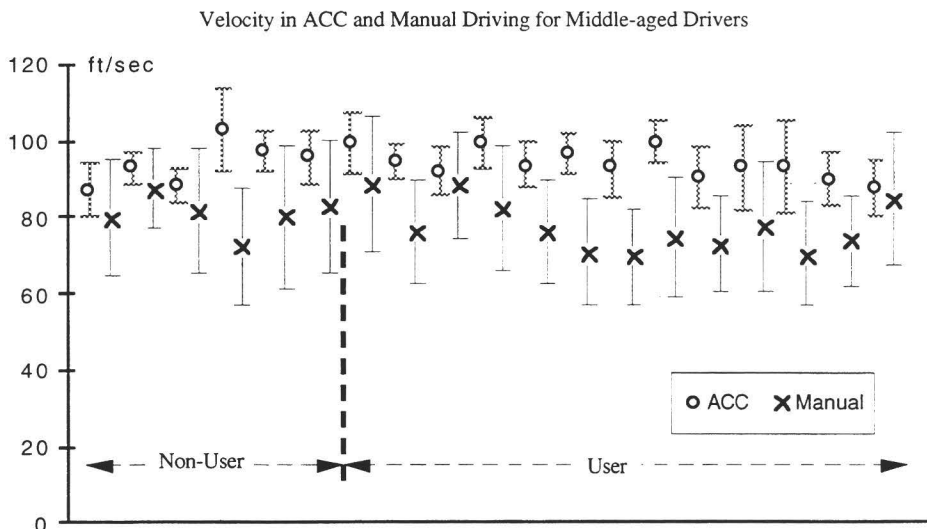 Velocity in ACC and Manual Driving for Middle-aged Drivers
120 ft/sec
100
80
60
40
ACC Manual
20
Non-User User
0